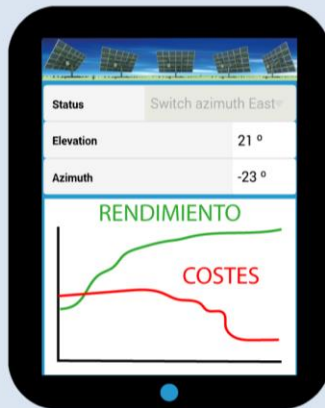 Status Switch azimuth East
Elevation 21 º
Azimuth -23 º
RENDIMIENTO
COSTES